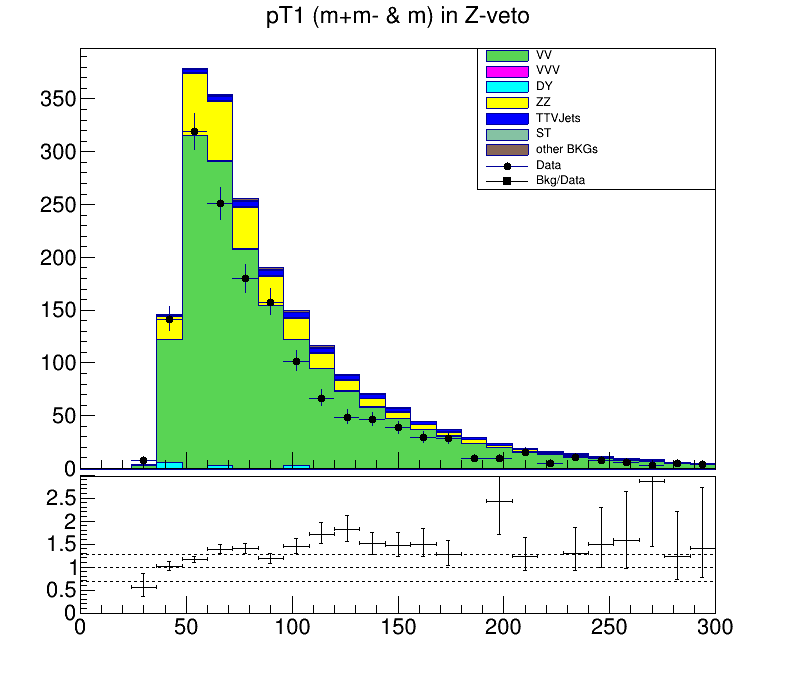 pT1 (m+m- & m) in Z-veto
VV
VVV
DY
ZZ
TTVJets
ST
other BKGs
Data
Bkg/Data
350
300
250
200
150
100
50
0
2.5
2
1.5
1
0.5
0
0 50 100 150 200 250 300